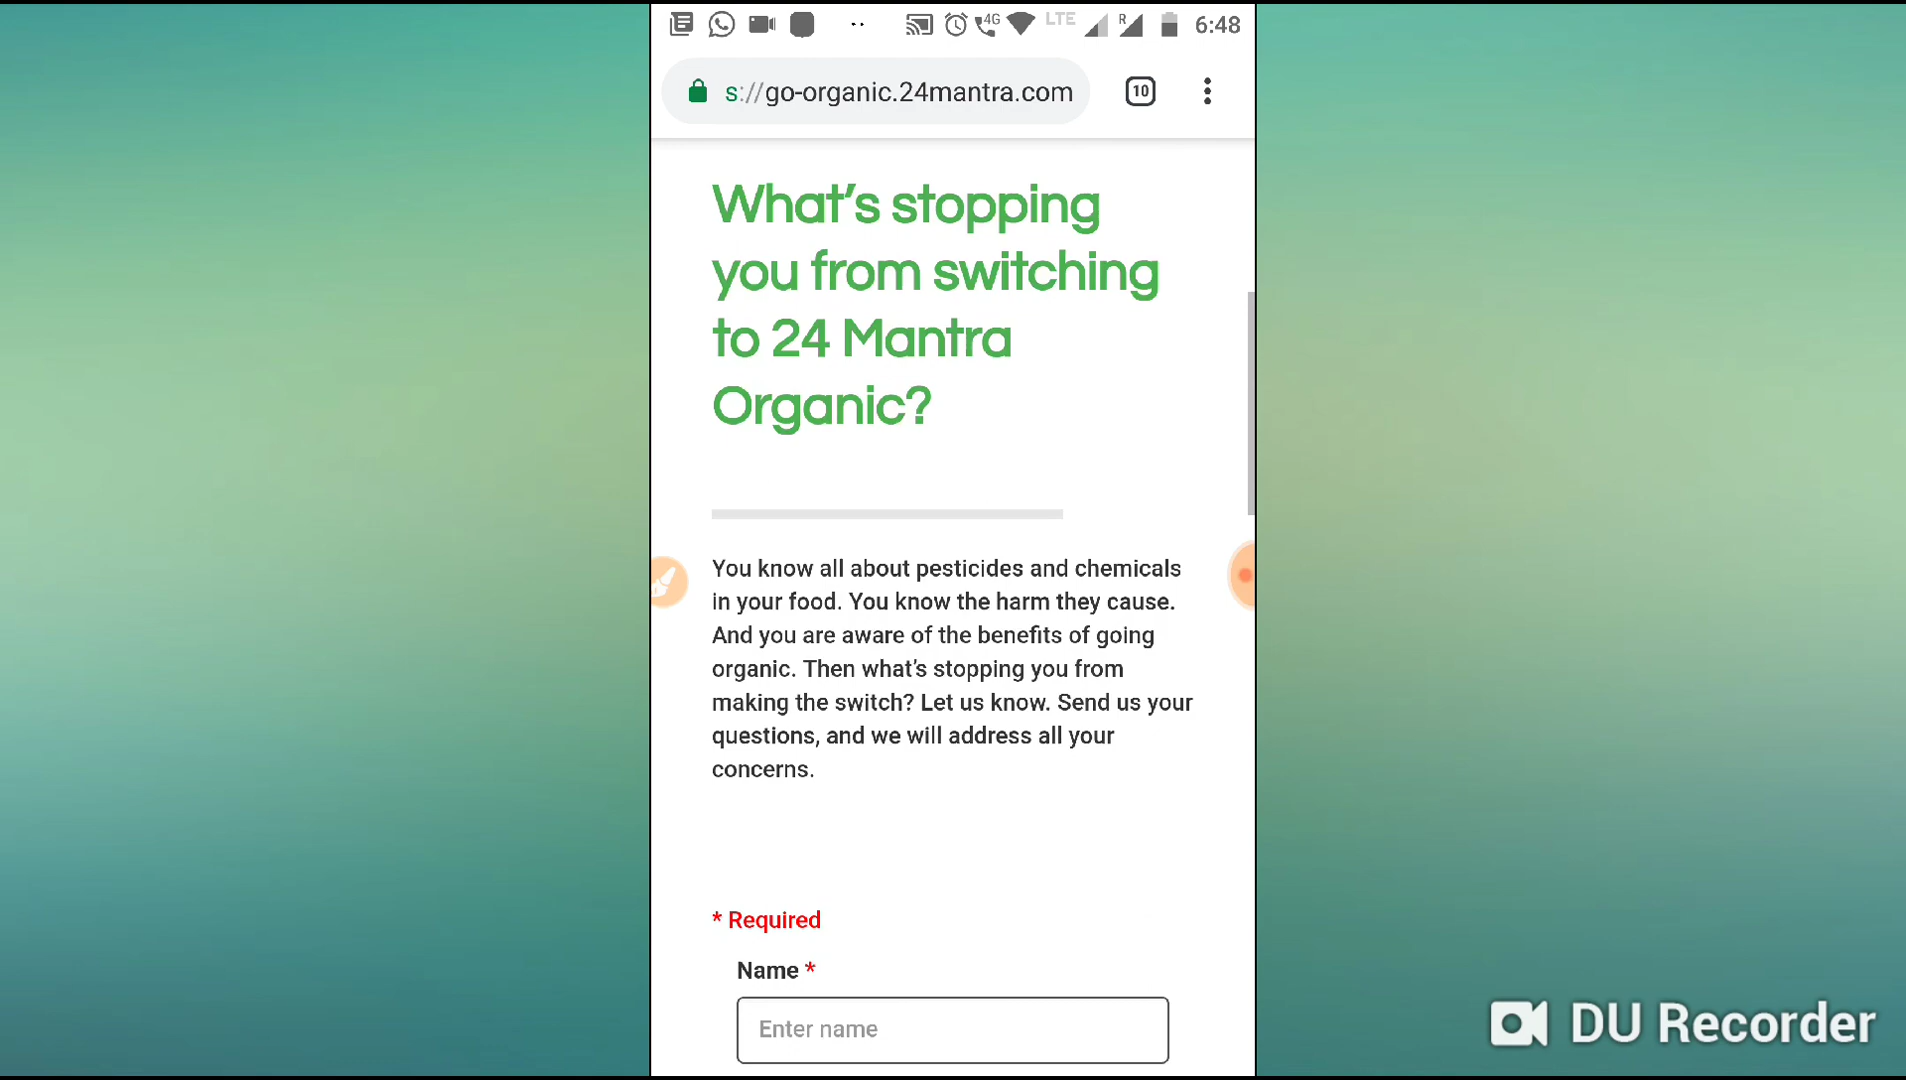 4G LTE R 6:48
s://go-organic.24mantra.com 10
What's stopping
you from switching
to 24 Mantra
Organic?
You know all about pesticides and chemicals
in your food. You know the harm they cause.
And you are aware of the benefits of going
organic. Then what's stopping you from
making the switch? Let us know. Send us your
questions, and we will address all your
concerns.
* Required
Name *
Enter name
DU Recorder